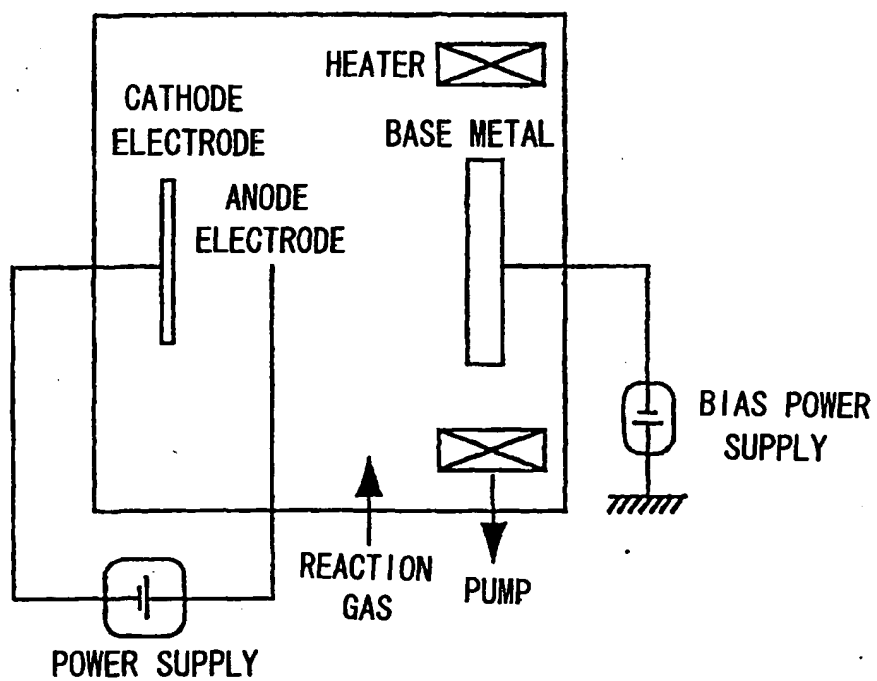 HEATER
CATHODE
ELECTRODE
BASE METAL
ANODE
ELECTRODE
BIAS POWER
SUPPLY
REACTION
GAS
PUMP
POWER SUPPLY